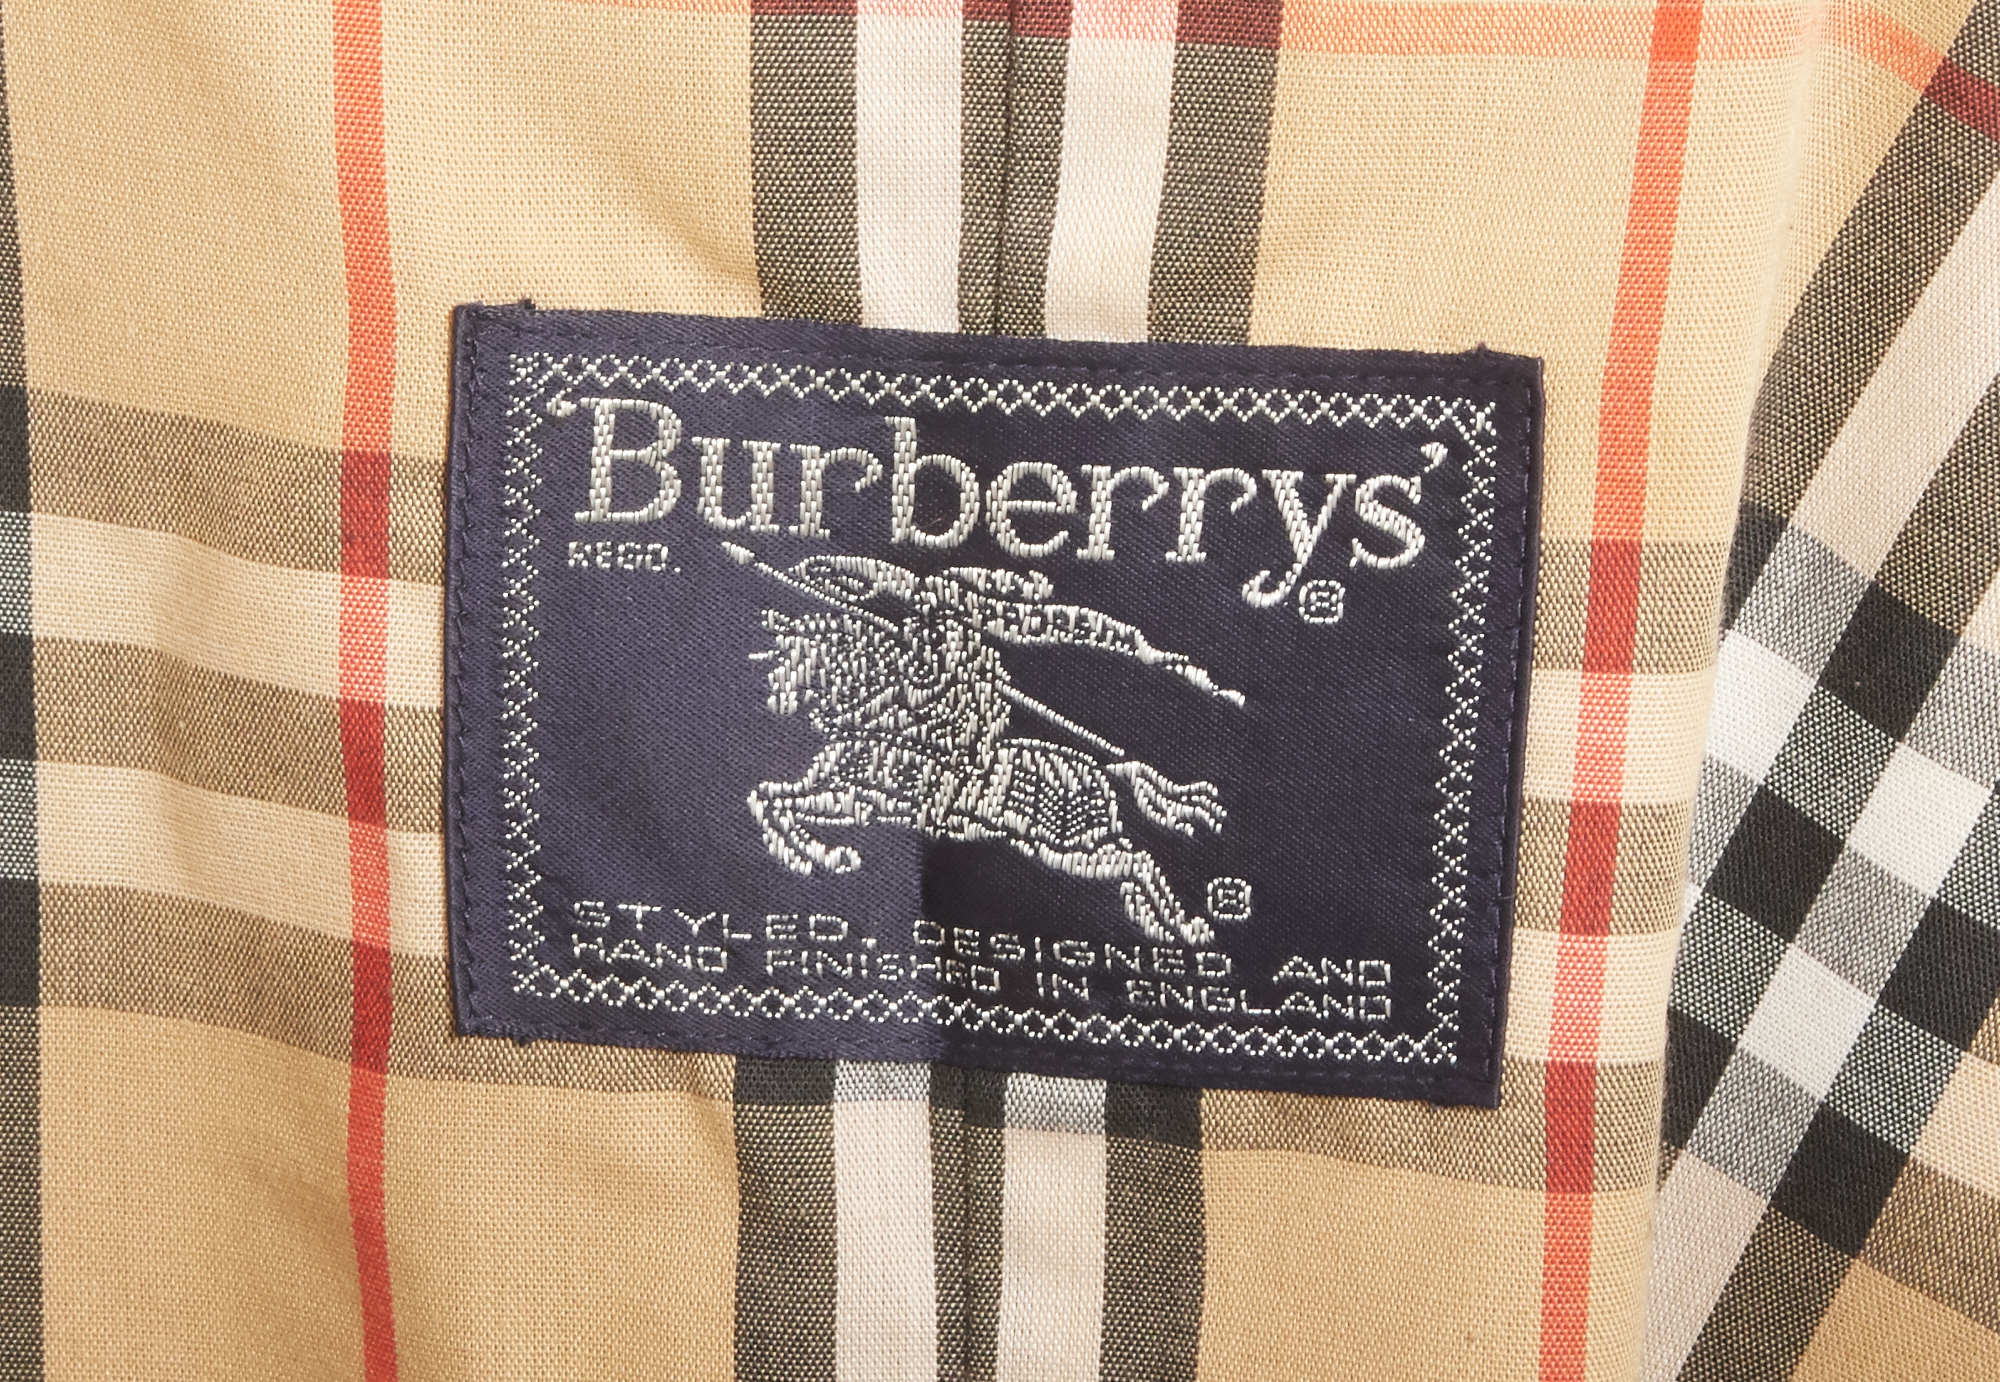 'Burberrys'
REGD. ®
®
STYLED, DESIGNED AND
HAND FINISHED IN ENGLAND